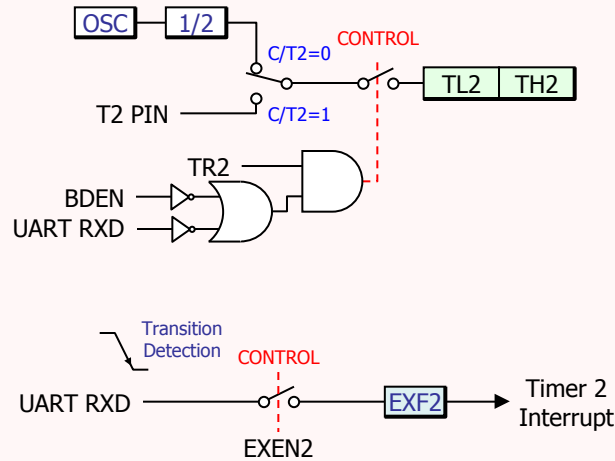 OSC
1/2
CONTROL
C/T2=0
TL2
TH2
T2 PIN
C/T2=1
TR2
BDEN
UART RXD
Transition
Detection
CONTROL
UART RXD
EXF2
Timer 2
Interrupt
EXEN2